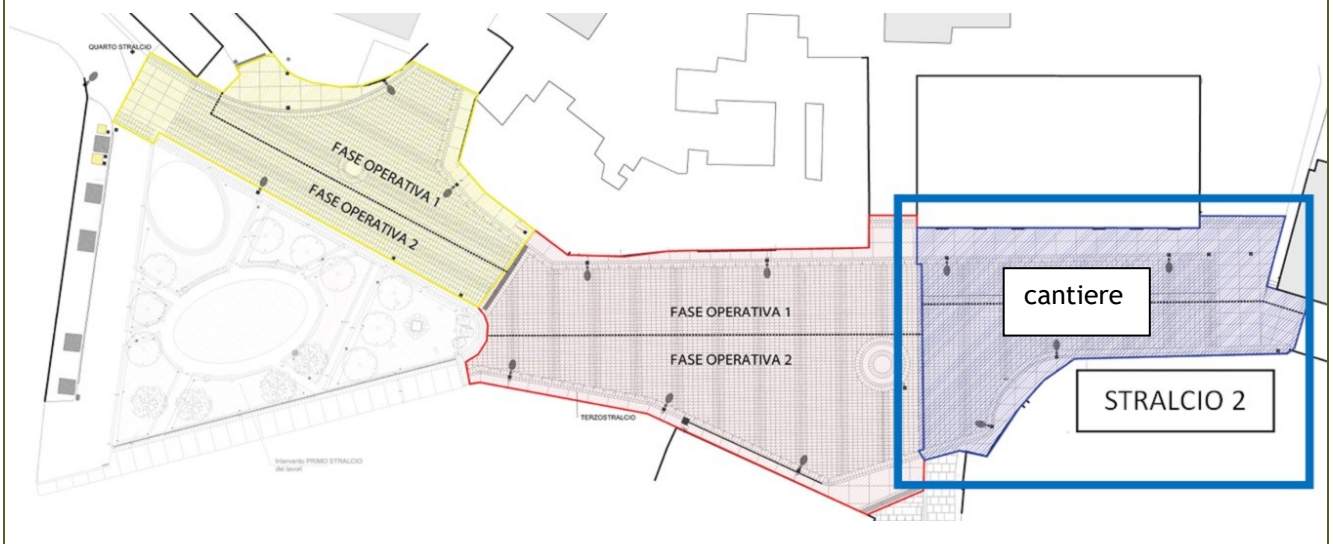 QUARTO STRALCIO
FASE OPERATIVA 1
FASE OPERATIVA 2
cantiere
FASE OPERATIVA 1
FASE OPERATIVA 2
STRALCIO 2
TERZOSTRALCIO
Intervento PRIMO STRALCIO
dei lavori